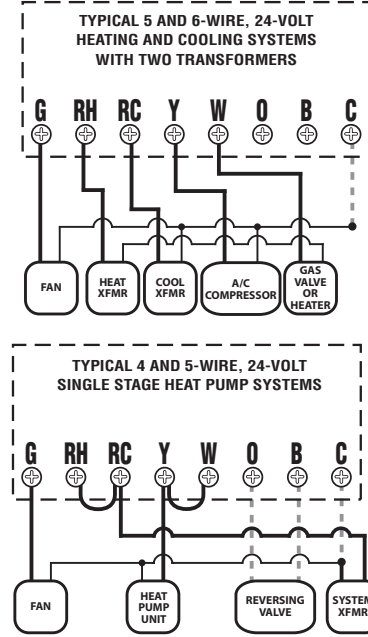 TYPICAL 5 AND 6-WIRE, 24-VOLT
HEATING AND COOLING SYSTEMS
WITH TWO TRANSFORMERS
G RH RC Y W O B C
FAN
HEAT
XFMR
COOL
XFMR
A/C
COMPRESSOR
GAS
VALVE
OR
HEATER
TYPICAL 4 AND 5-WIRE, 24-VOLT
SINGLE STAGE HEAT PUMP SYSTEMS
G RH RC Y W O B C
FAN
HEAT
PUMP
UNIT
REVERSING
VALVE
SYSTEM
XFMR